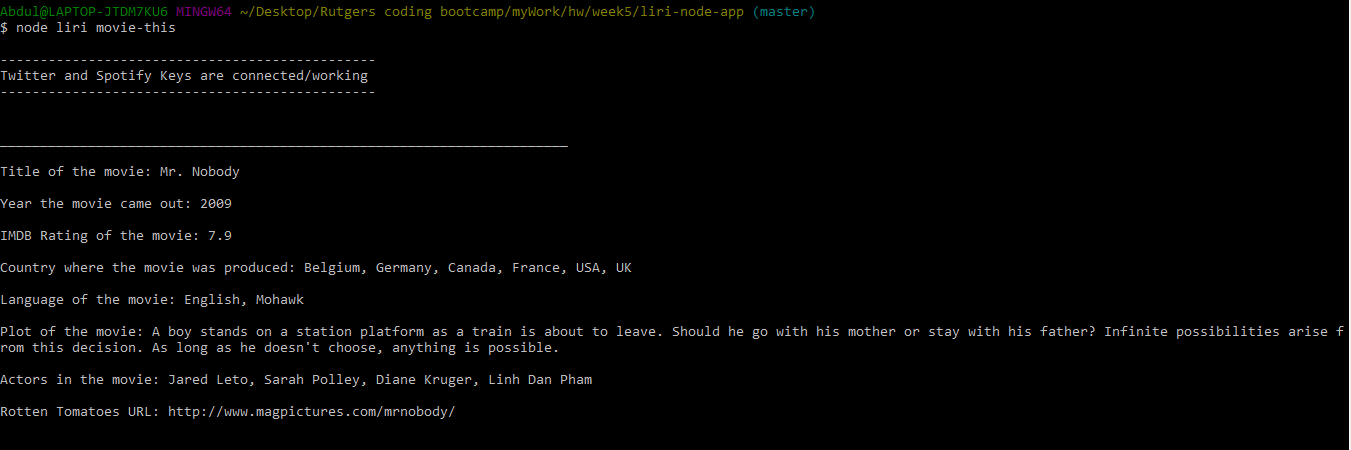 Abdul@LAPTOP-JTDM7KU6 MINGW64 ~/Desktop/Rutgers coding bootcamp/myWork/hw/week5/liri-node-app (master)
$ node liri movie-this
-----------------------------------------------
Twitter and Spotify Keys are connected/working
-----------------------------------------------
_______________________________________________________________________
Title of the movie: Mr. Nobody
Year the movie came out: 2009
IMDB Rating of the movie: 7.9
Country where the movie was produced: Belgium, Germany, Canada, France, USA, UK
Language of the movie: English, Mohawk
Plot of the movie: A boy stands on a station platform as a train is about to leave. Should he go with his mother or stay with his father? Infinite possibilities arise f
rom this decision. As long as he doesn't choose, anything is possible.
Actors in the movie: Jared Leto, Sarah Polley, Diane Kruger, Linh Dan Pham
Rotten Tomatoes URL: http://www.magpictures.com/mrnobody/